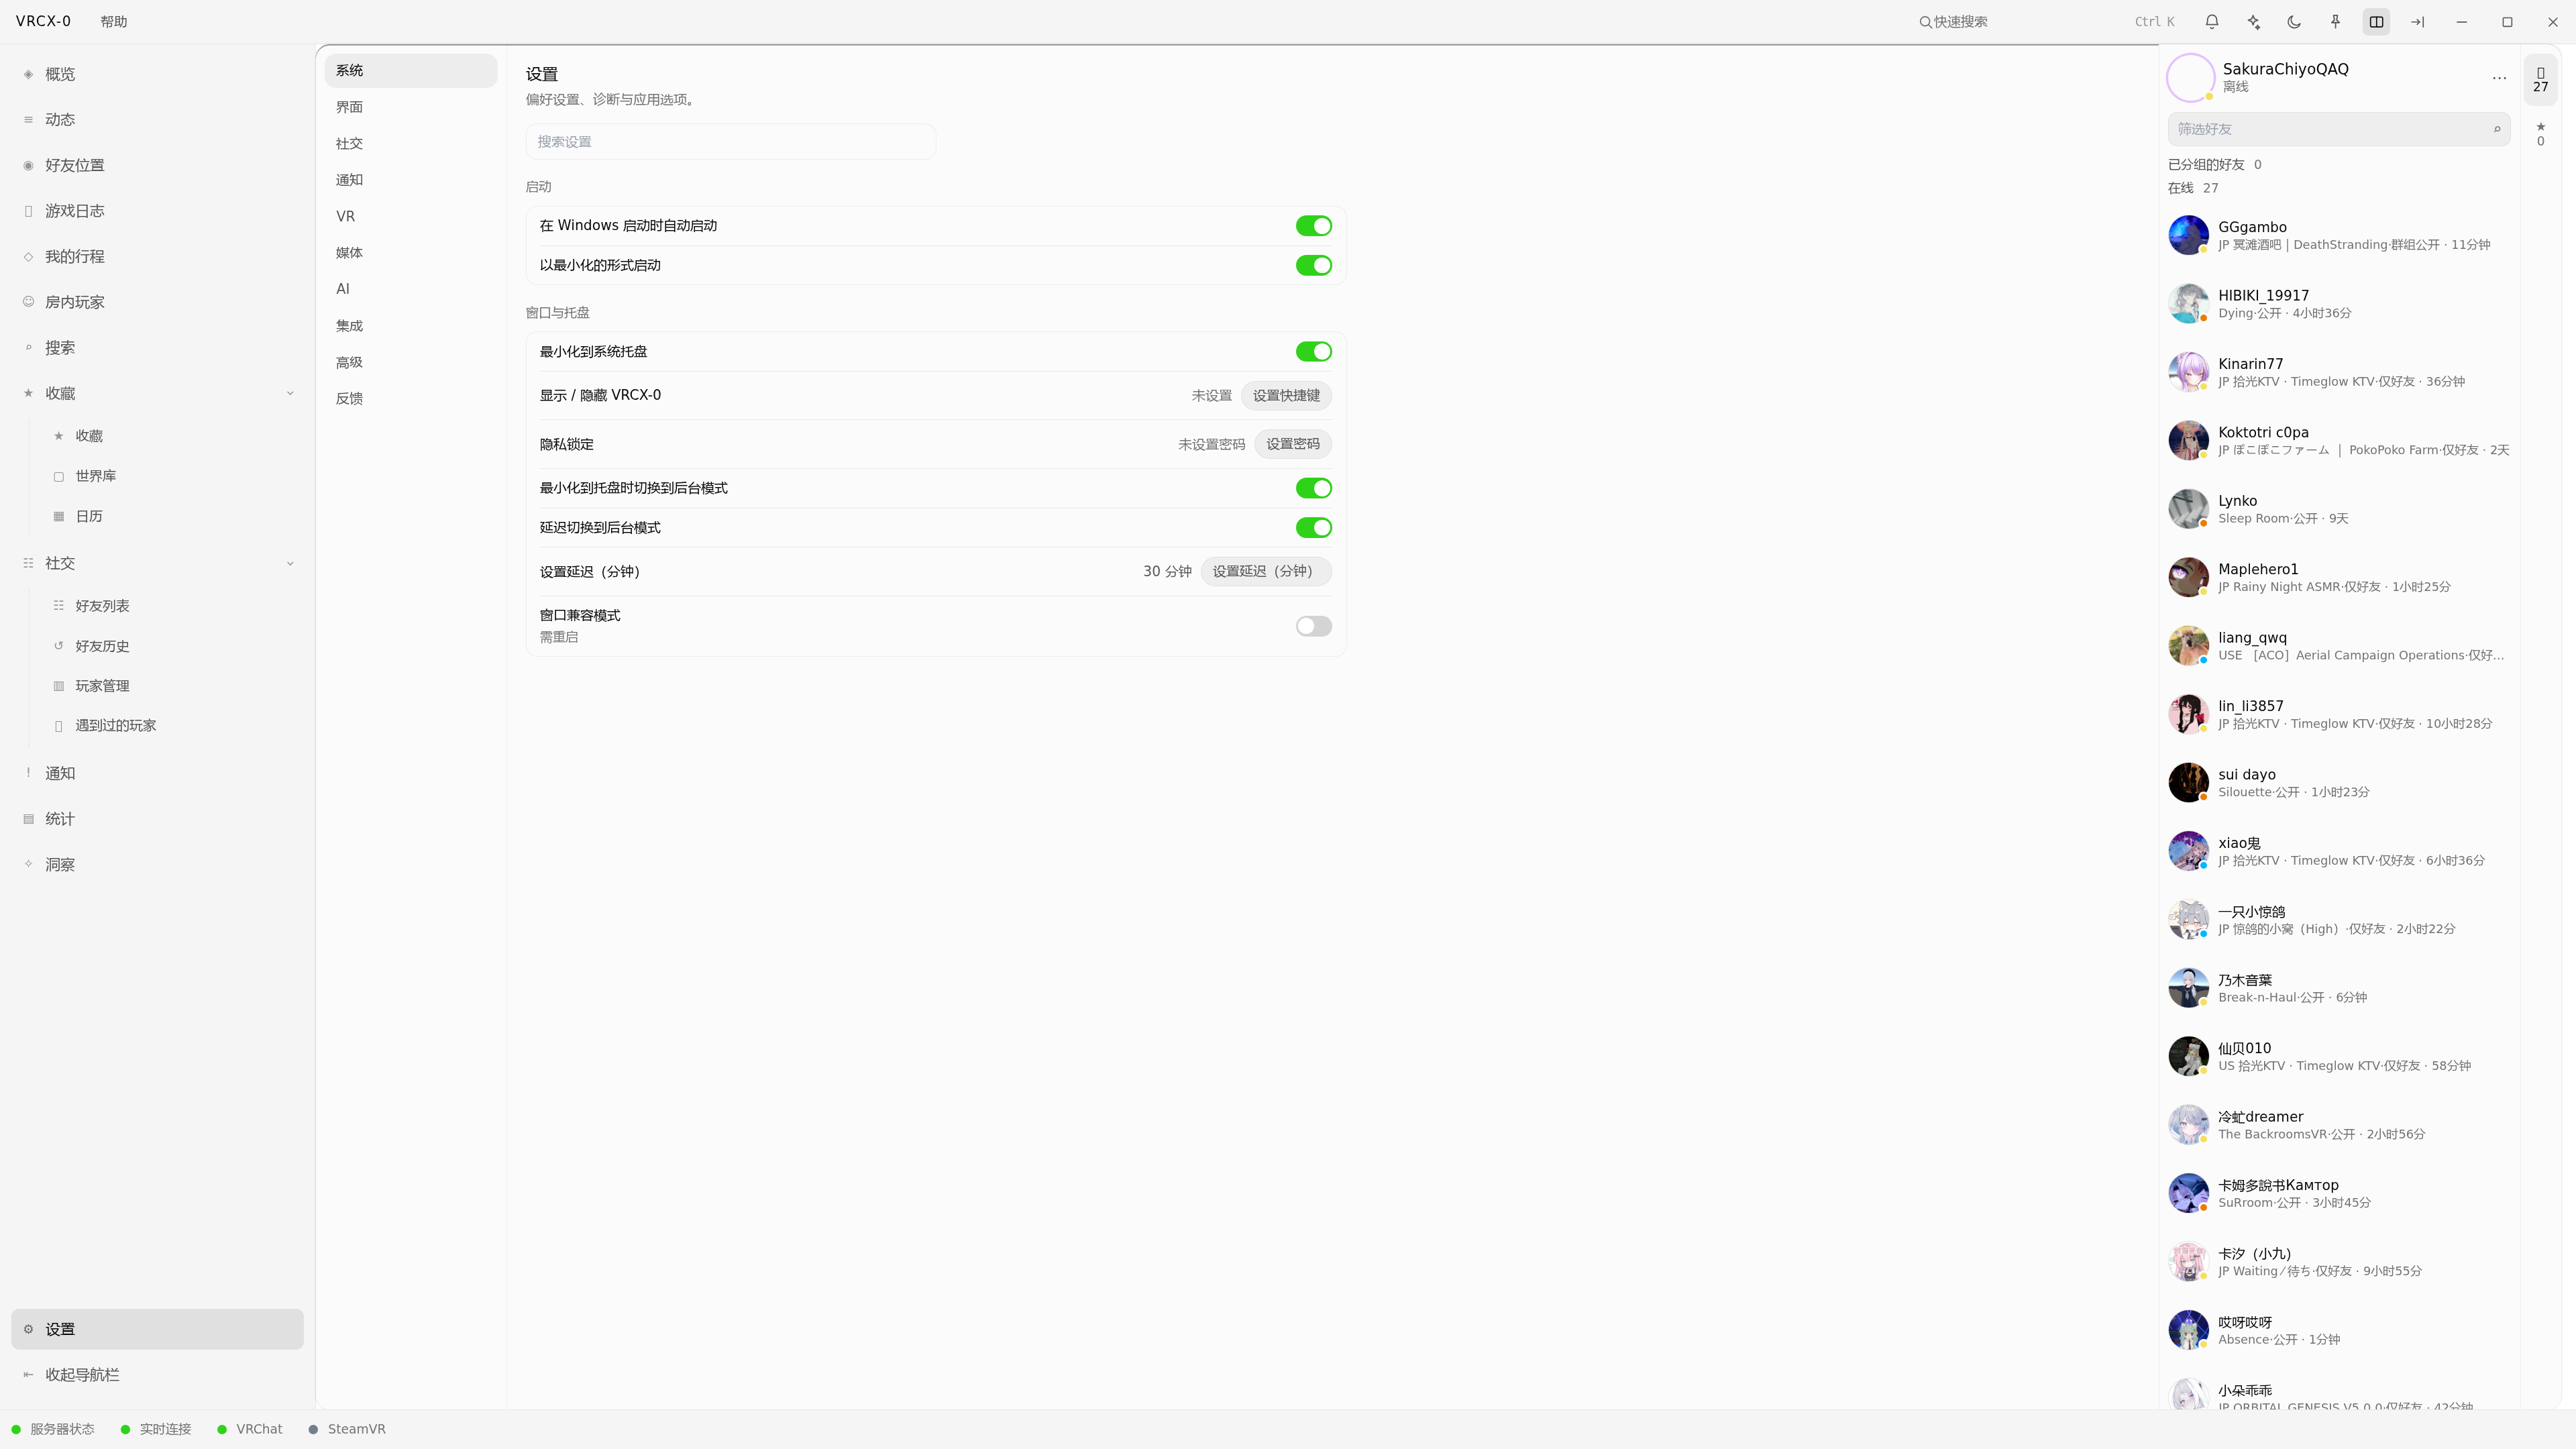 VRCX-0
帮助
快速搜索
Ctrl K
概览
动态
好友位置
游戏日志
我的行程
房内玩家
搜索
收藏
收藏
世界库
日历
社交
好友列表
好友历史
玩家管理
遇到过的玩家
通知
统计
洞察
设置
收起导航栏
系统
界面
社交
通知
VR
媒体
AI
集成
高级
反馈
设置
偏好设置、诊断与应用选项。
搜索设置
启动
在 Windows 启动时自动启动
以最小化的形式启动
窗口与托盘
最小化到系统托盘
显示 / 隐藏 VRCX-0
未设置 设置快捷键
隐私锁定
未设置密码 设置密码
最小化到托盘时切换到后台模式
延迟切换到后台模式
设置延迟（分钟）
30 分钟 设置延迟（分钟）
窗口兼容模式
需重启
SakuraChiyoQAQ
离线
...
27
0
筛选好友
已分组的好友 0
在线 27
GGgambo
JP 冥滩酒吧 | DeathStranding·群组公开 · 11分钟
HIBIKI_19917
Dying·公开 · 4小时36分
Kinarin77
JP 拾光KTV · Timeglow KTV·仅好友 · 36分钟
Koktotri c0pa
JP ぽこぽこファーム ｜ PokoPoko Farm·仅好友 · 2天
Lynko
Sleep Room·公开 · 9天
Maplehero1
JP Rainy Night ASMR·仅好友 · 1小时25分
liang_qwq
USE ［ACO］Aerial Campaign Operations·仅好…
lin_li3857
JP 拾光KTV · Timeglow KTV·仅好友 · 10小时28分
sui dayo
Silouette·公开 · 1小时23分
xiao鬼
JP 拾光KTV · Timeglow KTV·仅好友 · 6小时36分
一只小惊鸽
JP 惊鸽的小窝（High）·仅好友 · 2小时22分
乃木音葉
Break-n-Haul·公开 · 6分钟
仙贝010
US 拾光KTV · Timeglow KTV·仅好友 · 58分钟
冷虻dreamer
The BackroomsVR·公开 · 2小时56分
卡姆多說书Камтор
SuRroom·公开 · 3小时45分
卡汐（小九）
JP Waiting⁄待ち·仅好友 · 9小时55分
哎呀哎呀
Absence·公开 · 1分钟
小朵乖乖
JP ORBITAL GENESIS V5.0.0·仅好友 · 42分钟
服务器状态
实时连接
VRChat
SteamVR